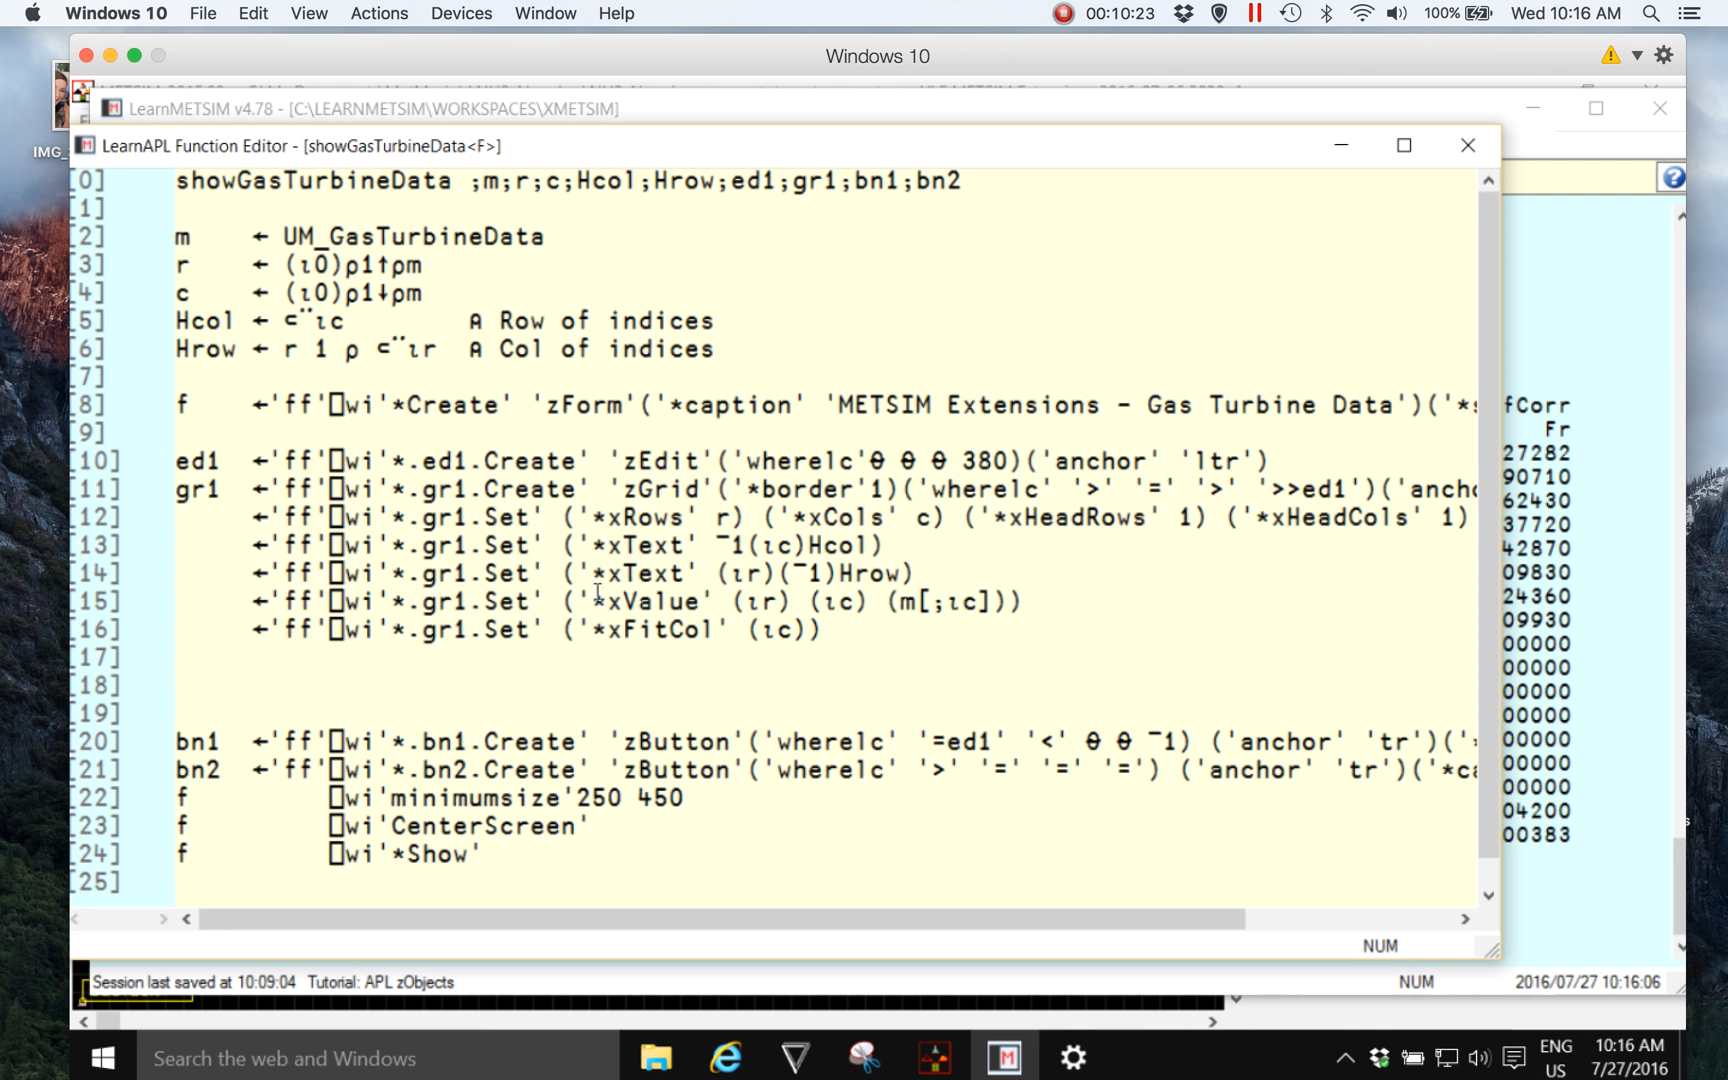 Windows 10 File Edit View Actions Devices Window Help 00:10:23 100% Wed 10:16 AM
Windows 10
LearnMETSIM v4.78 - [C:\LEARNMETSIM\WORKSPACES\XMETSIM]
IMG_
LearnAPL Function Editor - [showGasTurbineData<F>]
[0] showGasTurbineData ;m;r;c;Hcol;Hrow;ed1;gr1;bn1;bn2
[1]
[2] m ← UM_GasTurbineData
[3] r ← (⍳0)⍴1↑⍴m
[4] c ← (⍳0)⍴1↓⍴m
[5] Hcol ← ⊂¨⍳c ⍝ Row of indices
[6] Hrow ← r 1 ⍴ ⊂¨⍳r ⍝ Col of indices
[7]
[8] f ←'ff'⎕wi'*Create' 'zForm'('*caption' 'METSIM Extensions - Gas Turbine Data')('*s
[9]
[10] ed1 ←'ff'⎕wi'*.ed1.Create' 'zEdit'('wherelc'⍬ ⍬ ⍬ 380)('anchor' 'ltr')
[11] gr1 ←'ff'⎕wi'*.gr1.Create' 'zGrid'('*border'1)('wherelc' '>' '=' '>' '>>ed1')('ancho
[12] ←'ff'⎕wi'*.gr1.Set' ('*xRows' r) ('*xCols' c) ('*xHeadRows' 1) ('*xHeadCols' 1)
[13] ←'ff'⎕wi'*.gr1.Set' ('*xText' ¯1(⍳c)Hcol)
[14] ←'ff'⎕wi'*.gr1.Set' ('*xText' (⍳r)(¯1)Hrow)
[15] ←'ff'⎕wi'*.gr1.Set' ('*xValue' (⍳r) (⍳c) (m[;⍳c]))
[16] ←'ff'⎕wi'*.gr1.Set' ('*xFitCol' (⍳c))
[17]
[18]
[19]
[20] bn1 ←'ff'⎕wi'*.bn1.Create' 'zButton'('wherelc' '=ed1' '<' ⍬ ⍬ ¯1) ('anchor' 'tr')('
[21] bn2 ←'ff'⎕wi'*.bn2.Create' 'zButton'('wherelc' '>' '=' '=' '=') ('anchor' 'tr')('*ca
[22] f ⎕wi'minimumsize'250 450
[23] f ⎕wi'CenterScreen'
[24] f ⎕wi'*Show'
[25]
fCorr
Fr
27282
90710
62430
37720
42870
09830
24360
09930
00000
00000
00000
00000
00000
00000
00000
04200
00383
NUM
Session last saved at 10:09:04 Tutorial: APL zObjects NUM 2016/07/27 10:16:06
Search the web and Windows
ENG
US
10:16 AM
7/27/2016